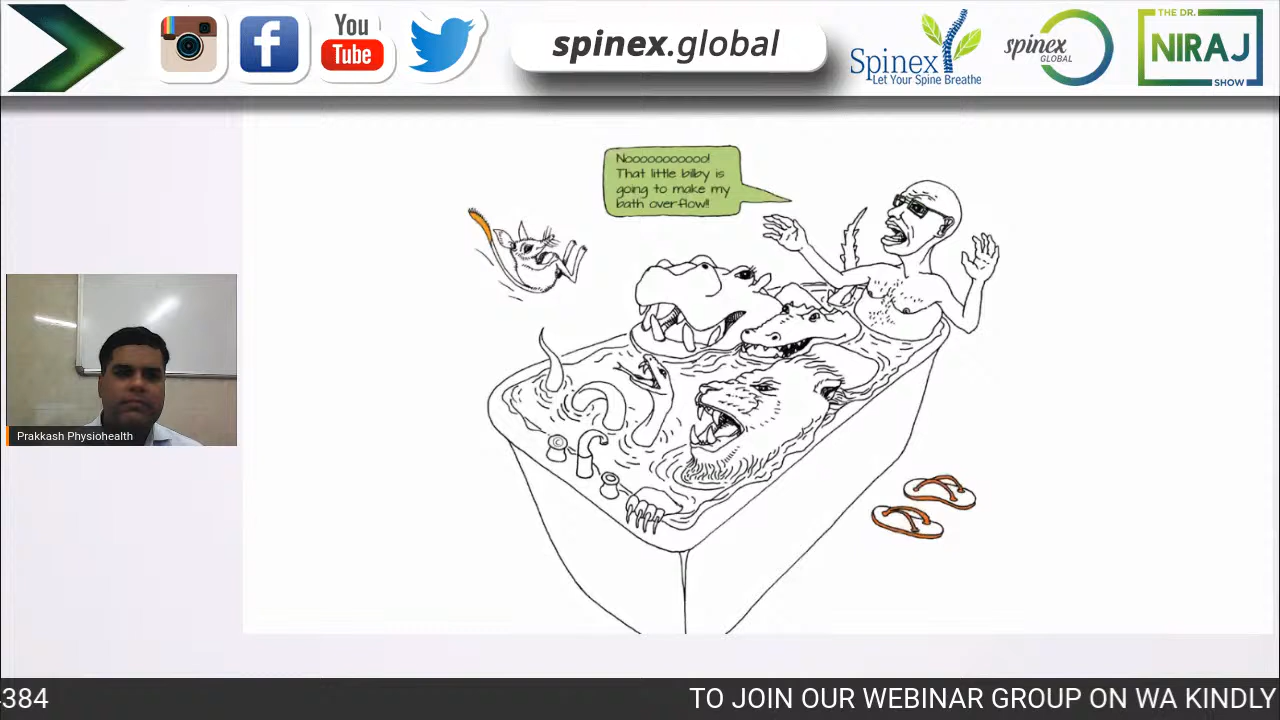 You
Tube
spinex.global
Spinex
Let Your Spine Breathe
spinex
GLOBAL
THE DR.
NIRAJ
SHOW
Nooooooooooo!
That little bilby is
going to make my
bath overflow!!
Prakkash Physiohealth
384
TO JOIN OUR WEBINAR GROUP ON WA KINDLY